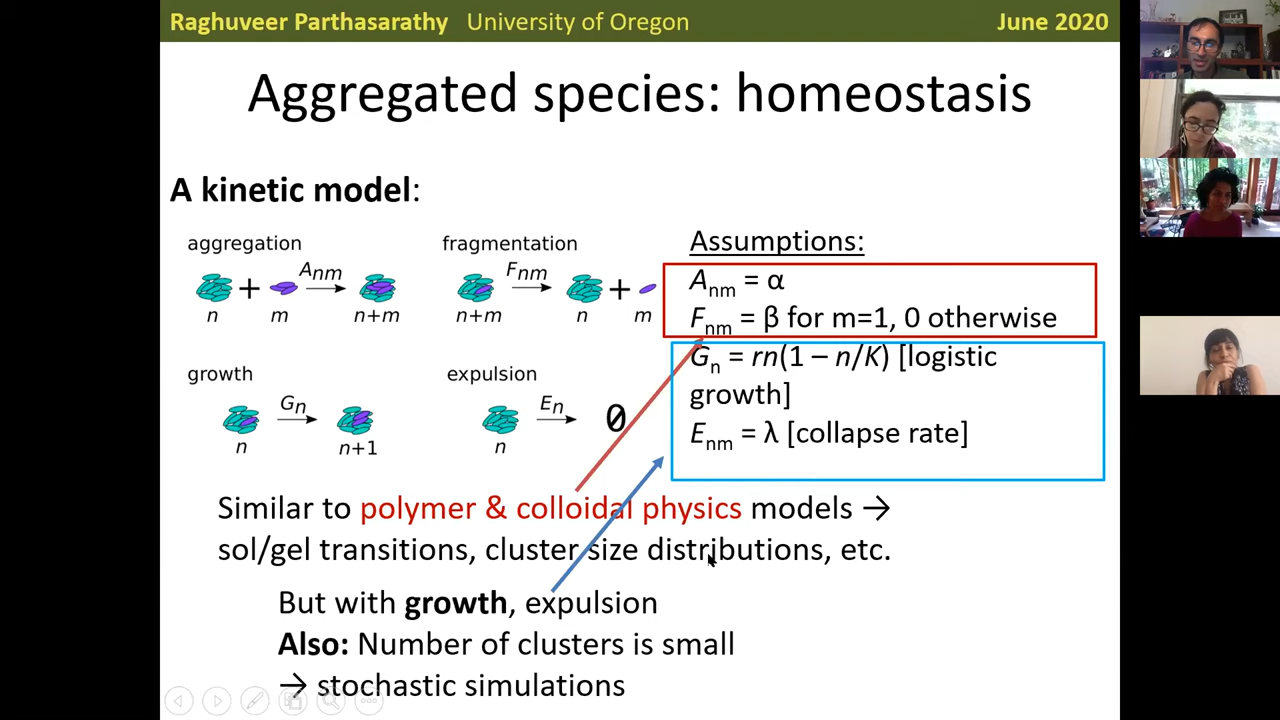 Raghuveer Parthasarathy University of Oregon June 2020
Aggregated species: homeostasis
A kinetic model:
aggregation
Anm
n m n+m
fragmentation
Fnm
n+m n m
growth
Gn
n n+1
expulsion
En
0
n
Assumptions:
Anm = α
Fnm = β for m=1, 0 otherwise
Gn = rn(1 – n/K) [logistic
growth]
Enm = λ [collapse rate]
Similar to polymer & colloidal physics models →
sol/gel transitions, cluster size distributions, etc.
But with growth, expulsion
Also: Number of clusters is small
→ stochastic simulations